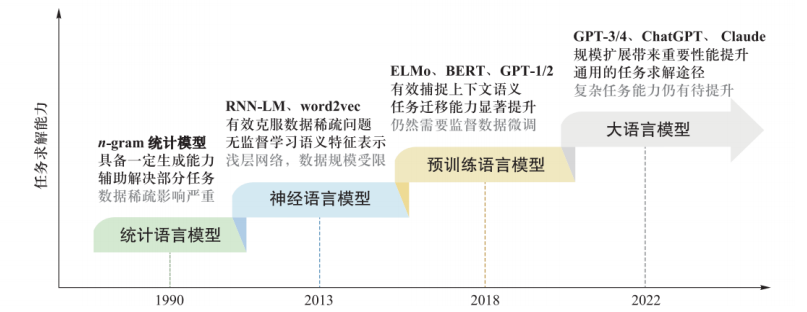 任务求解能力
n-gram 统计模型
具备一定生成能力
辅助解决部分任务
数据稀疏影响严重
统计语言模型
RNN-LM、word2vec
有效克服数据稀疏问题
无监督学习语义特征表示
浅层网络，数据规模受限
神经语言模型
ELMo、BERT、GPT-1/2
有效捕捉上下文语义
任务迁移能力显著提升
仍然需要监督数据微调
预训练语言模型
GPT-3/4、ChatGPT、 Claude
规模扩展带来重要性能提升
通用的任务求解途径
复杂任务能力仍有待提升
大语言模型
1990
2013
2018
2022